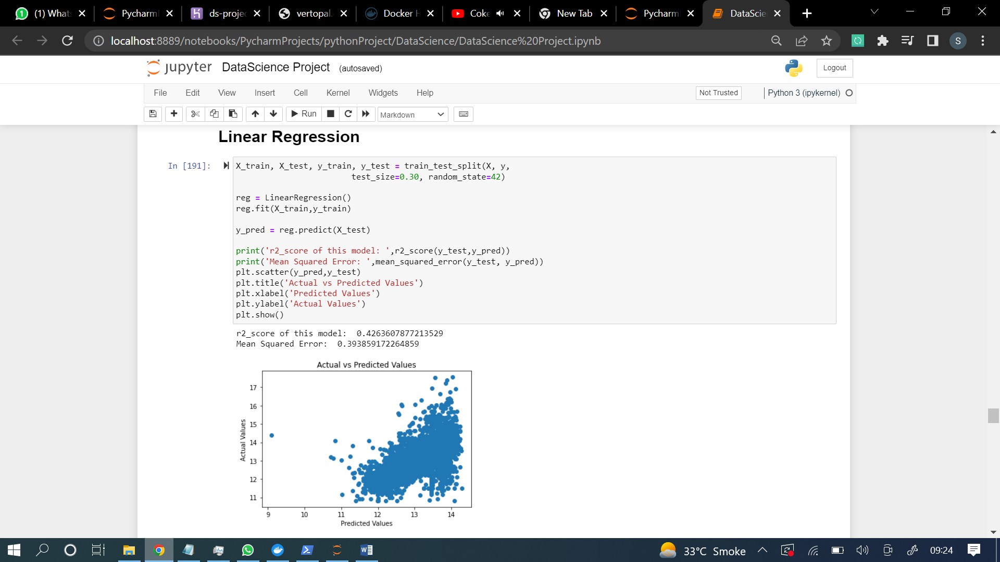 (1) What
Pycharm
ds-projec
vertopal.
Docker H
Coke
New Tab
Pycharm
DataScie
localhost:8889/notebooks/PycharmProjects/pythonProject/DataScience/DataScience%20Project.ipynb
S
jupyter DataScience Project (autosaved)
Logout
File Edit View Insert Cell Kernel Widgets Help
Not Trusted
Python 3 (ipykernel)
Run
Markdown
Linear Regression
In [191]:
X_train, X_test, y_train, y_test = train_test_split(X, y,
test_size=0.30, random_state=42)
reg = LinearRegression()
reg.fit(X_train,y_train)
y_pred = reg.predict(X_test)
print('r2_score of this model: ',r2_score(y_test,y_pred))
print('Mean Squared Error: ',mean_squared_error(y_test, y_pred))
plt.scatter(y_pred,y_test)
plt.title('Actual vs Predicted Values')
plt.xlabel('Predicted Values')
plt.ylabel('Actual Values')
plt.show()
r2_score of this model:  0.4263607877213529
Mean Squared Error:  0.393859172264859
Actual vs Predicted Values
17
16
15
14
13
12
11
Actual Values
9 10 11 12 13 14
Predicted Values
33°C Smoke
09:24